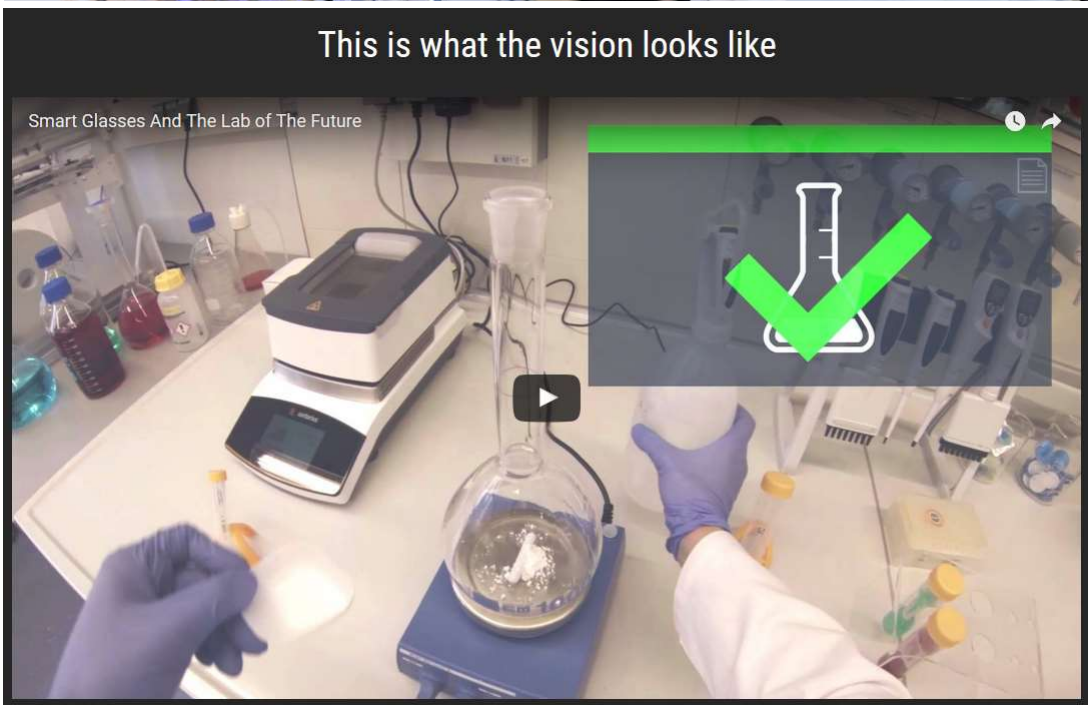 This is what the vision looks like
Smart Glasses And The Lab of The Future